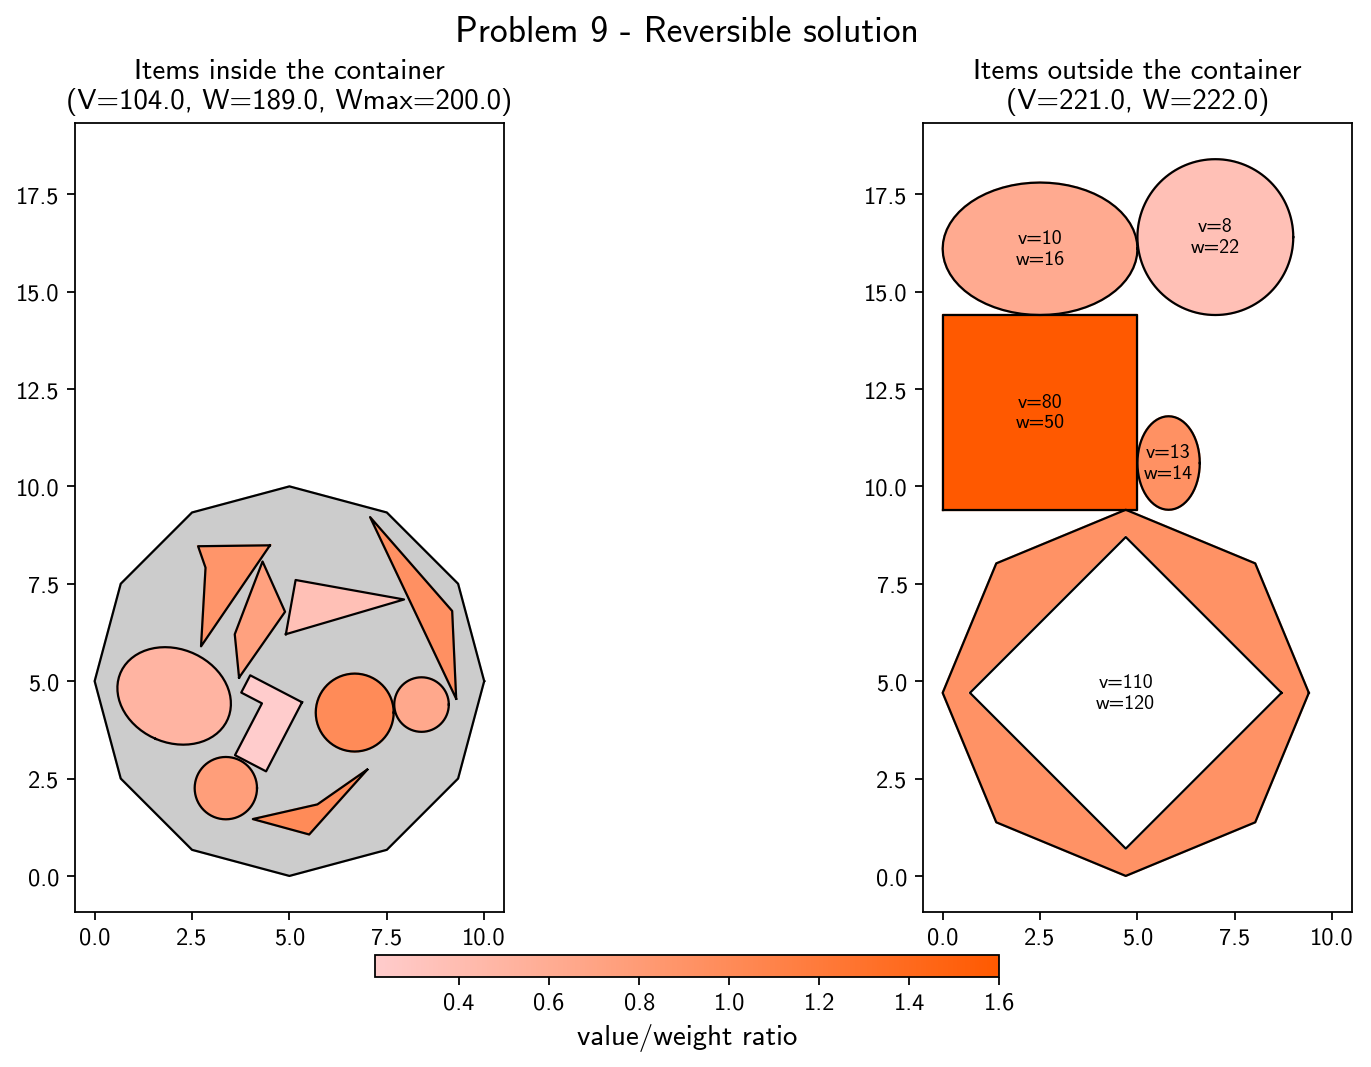 Problem 9 - Reversible solution
Items inside the container
(V=104.0, W=189.0, Wmax=200.0)
17.5
15.0
12.5
10.0
7.5
5.0
2.5
0.0
0.0 2.5 5.0 7.5 10.0
Items outside the container
(V=221.0, W=222.0)
17.5
15.0
12.5
10.0
7.5
5.0
2.5
0.0
v=10
w=16
v=8
w=22
v=80
w=50
v=13
w=14
v=110
w=120
0.0 2.5 5.0 7.5 10.0
0.4 0.6 0.8 1.0 1.2 1.4 1.6
value/weight ratio